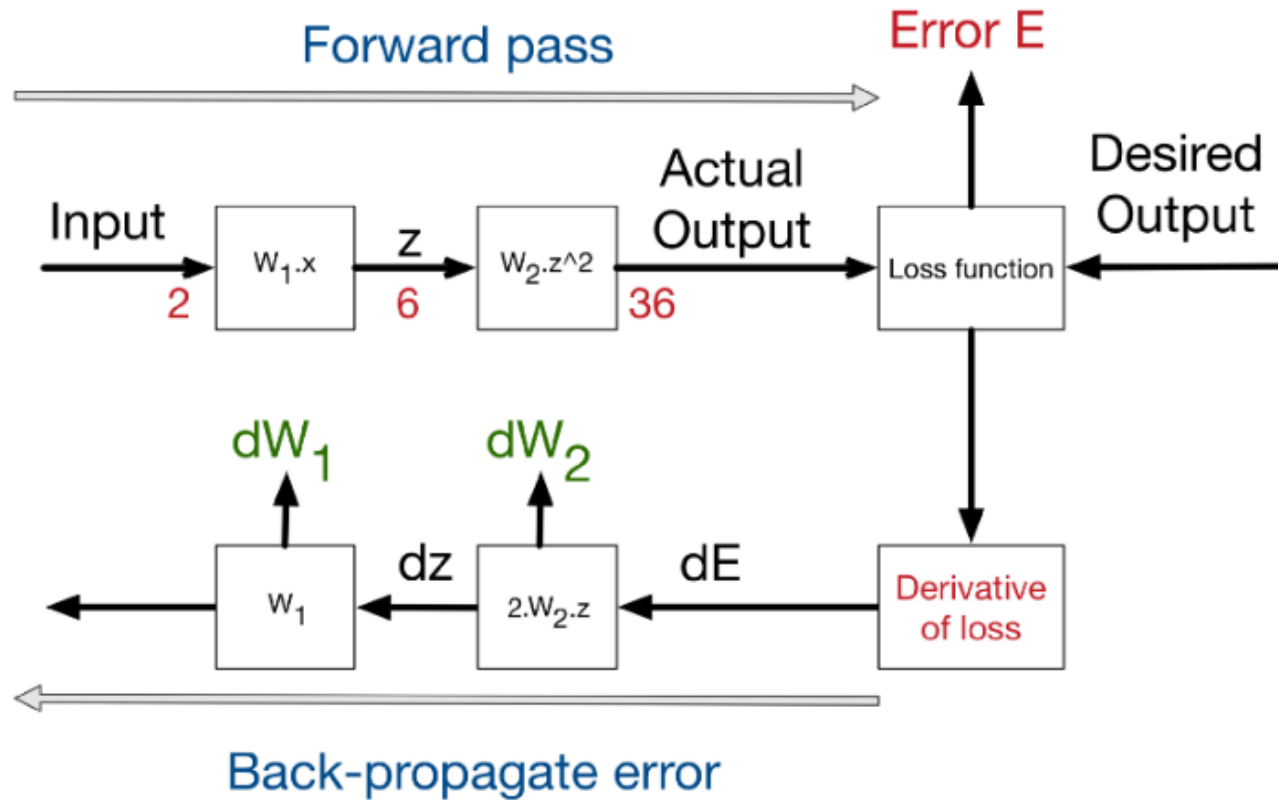 Forward pass
Error E
Actual
Output
Desired
Output
Input
W1.x
z
W2.z^2
Loss function
2
6
36
dW1
dW2
W1
dz
2.W2.z
dE
Derivative
of loss
Back-propagate error